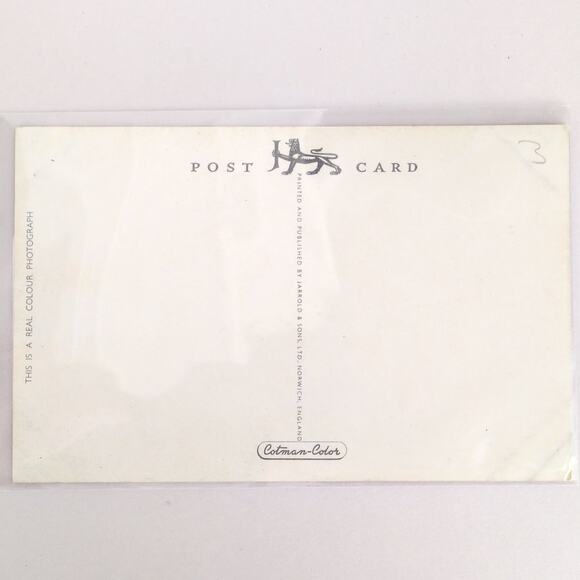 POST CARD
3
THIS IS A REAL COLOUR PHOTOGRAPH
PRINTED AND PUBLISHED BY JARROLD & SONS, LTD., NORWICH, ENGLAND
Cotman-Color